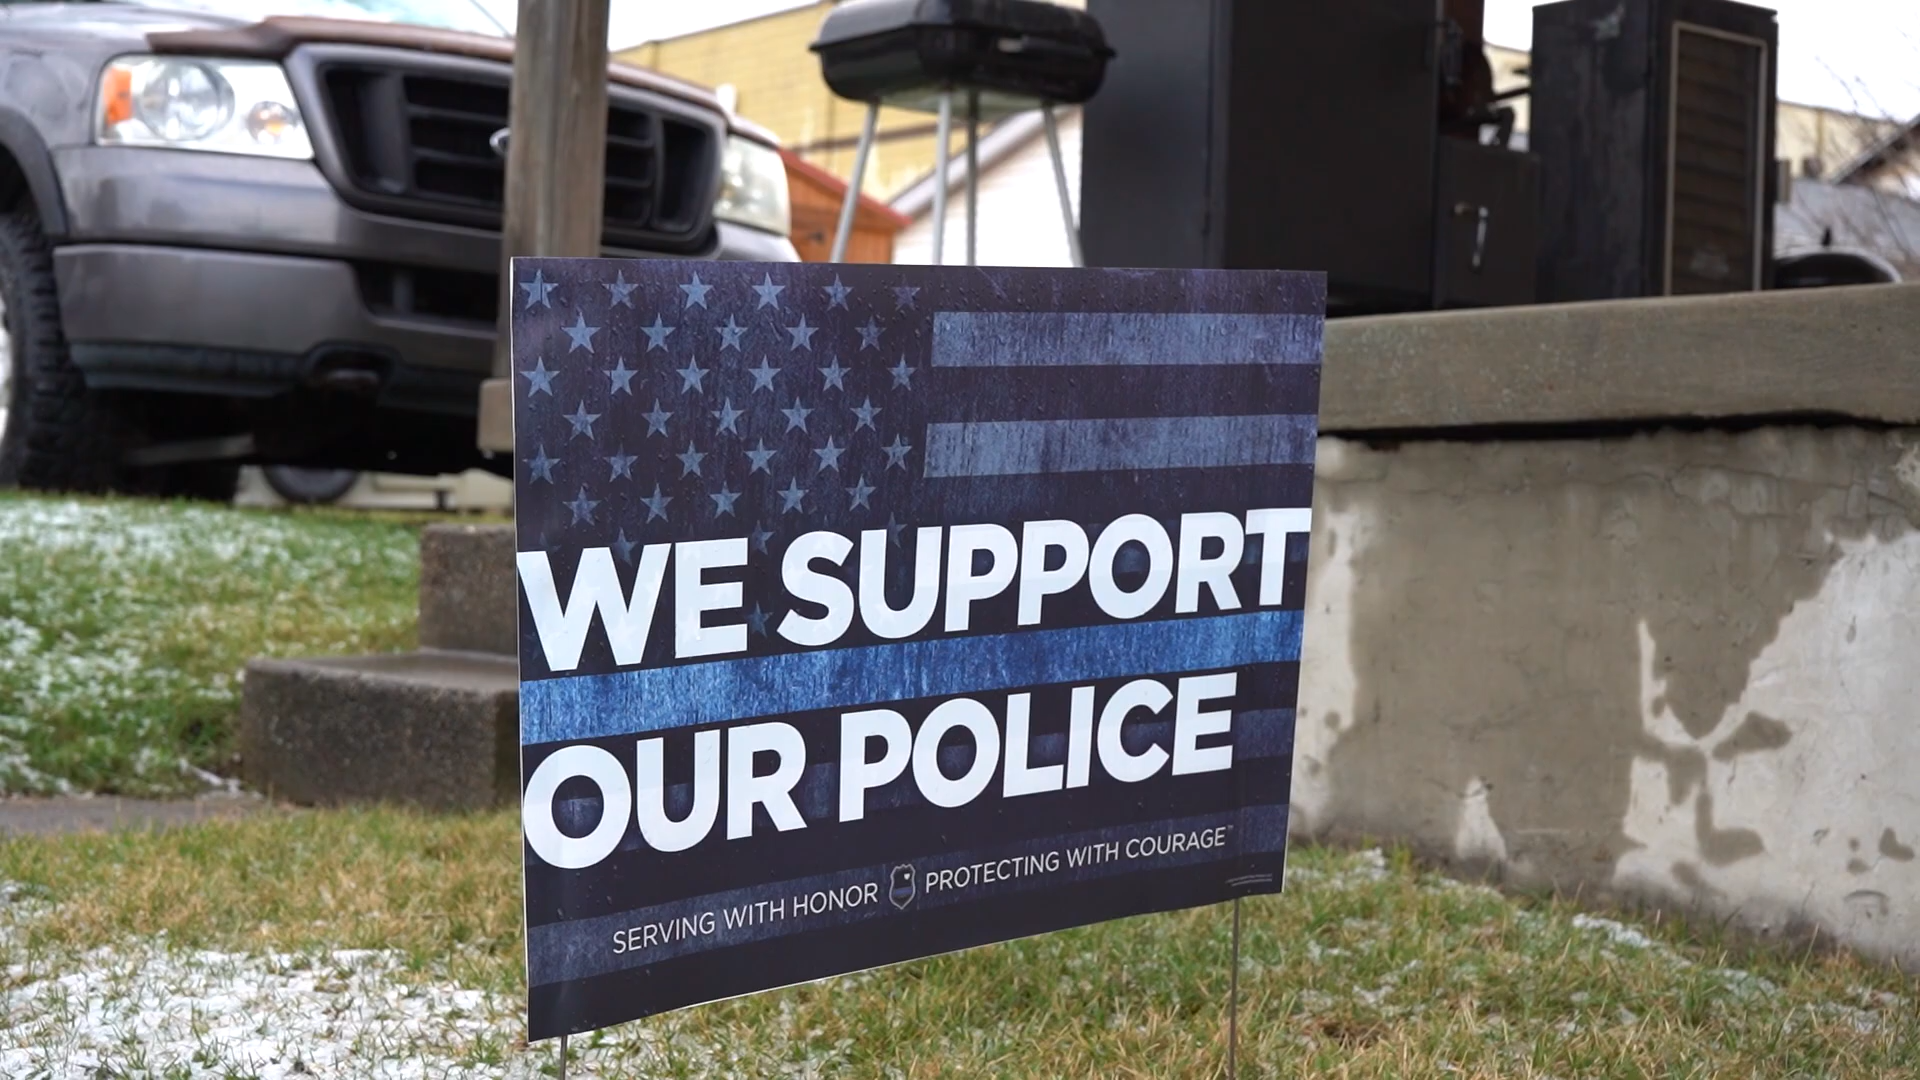 WE SUPPORT
OUR POLICE
SERVING WITH HONOR PROTECTING WITH COURAGE™